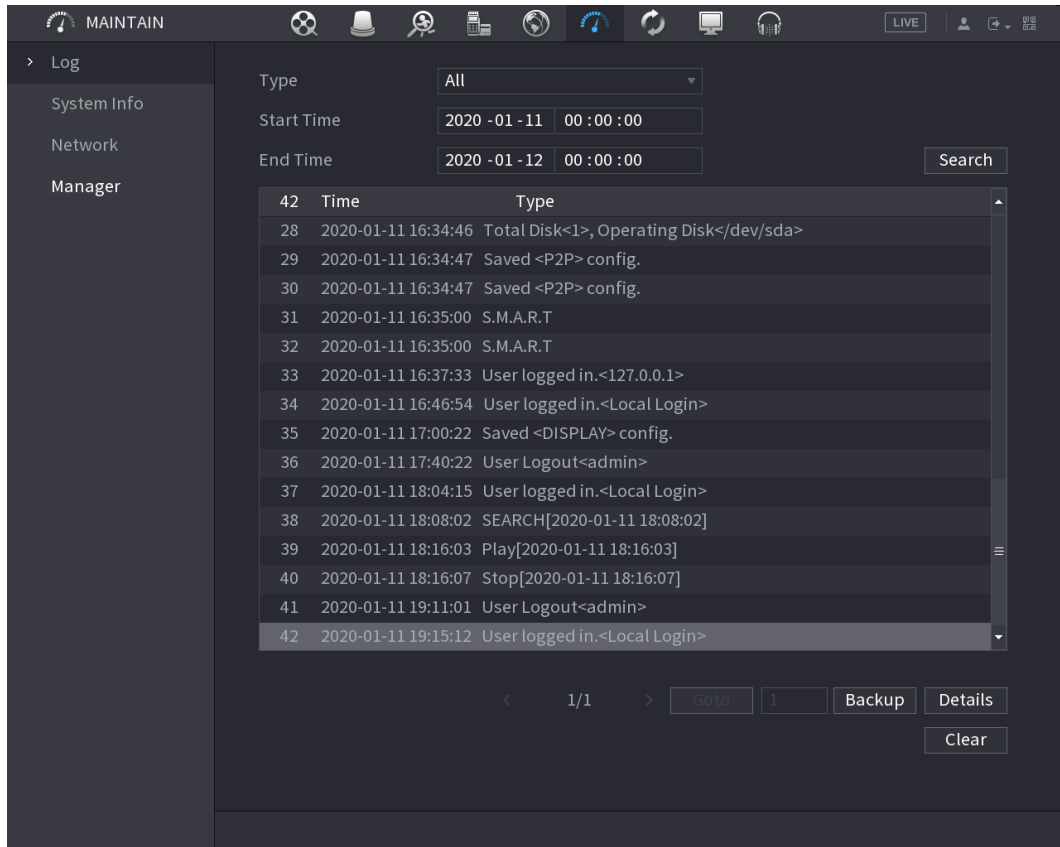 MAINTAIN LIVE
Log
System Info
Network
Manager
Type All
Start Time 2020 -01 -11 00 : 00 : 00
End Time 2020 -01 -12 00 : 00 : 00 Search
42 Time Type
28 2020-01-11 16:34:46 Total Disk<1>, Operating Disk</dev/sda>
29 2020-01-11 16:34:47 Saved <P2P> config.
30 2020-01-11 16:34:47 Saved <P2P> config.
31 2020-01-11 16:35:00 S.M.A.R.T
32 2020-01-11 16:35:00 S.M.A.R.T
33 2020-01-11 16:37:33 User logged in.<127.0.0.1>
34 2020-01-11 16:46:54 User logged in.<Local Login>
35 2020-01-11 17:00:22 Saved <DISPLAY> config.
36 2020-01-11 17:40:22 User Logout<admin>
37 2020-01-11 18:04:15 User logged in.<Local Login>
38 2020-01-11 18:08:02 SEARCH[2020-01-11 18:08:02]
39 2020-01-11 18:16:03 Play[2020-01-11 18:16:03]
40 2020-01-11 18:16:07 Stop[2020-01-11 18:16:07]
41 2020-01-11 19:11:01 User Logout<admin>
42 2020-01-11 19:15:12 User logged in.<Local Login>
< 1/1 > Goto 1 Backup Details
Clear